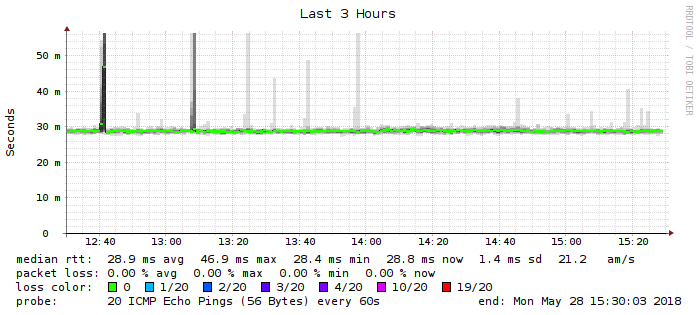 Last 3 Hours
RRDTOOL / TOBI OETIKER
Seconds
50 m
40 m
30 m
20 m
10 m
0
12:40 13:00 13:20 13:40 14:00 14:20 14:40 15:00 15:20
median rtt: 28.9 ms avg 46.9 ms max 28.4 ms min 28.8 ms now 1.4 ms sd 21.2 am/s
packet loss: 0.00 % avg 0.00 % max 0.00 % min 0.00 % now
loss color: 0 1/20 2/20 3/20 4/20 10/20 19/20
probe: 20 ICMP Echo Pings (56 Bytes) every 60s end: Mon May 28 15:30:03 2018